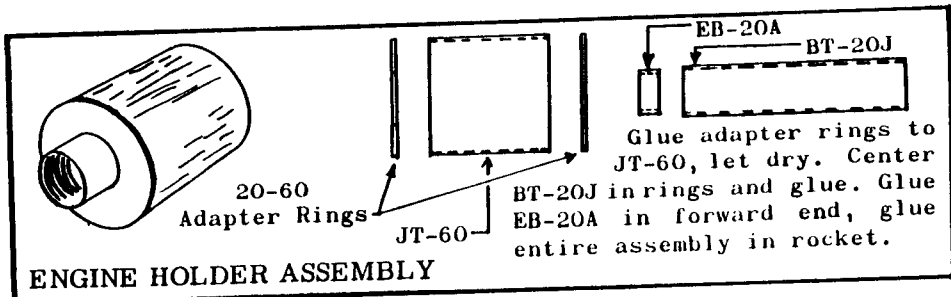 EB-20A
BT-20J
20-60
Adapter Rings
JT-60
Glue adapter rings to
JT-60, let dry. Center
BT-20J in rings and glue. Glue
EB-20A in forward end, glue
entire assembly in rocket.
ENGINE HOLDER ASSEMBLY